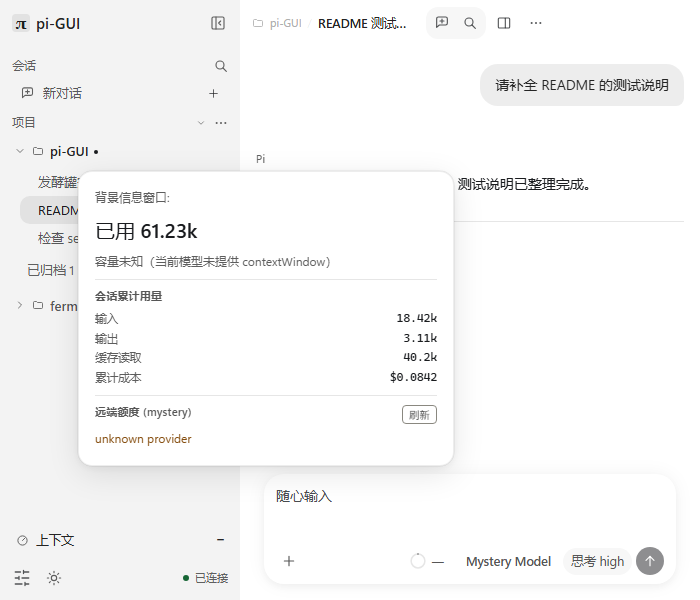 π pi-GUI
会话
新对话 +
项目
pi-GUI
发酵罐
READM
检查 se
已归档 1
ferm
上下文
已连接
pi-GUI / README 测试...
请补全 README 的测试说明
Pi
测试说明已整理完成。
背景信息窗口:
已用 61.23k
容量未知（当前模型未提供 contextWindow）
会话累计用量
输入 18.42k
输出 3.11k
缓存读取 40.2k
累计成本 $0.0842
远端额度 (mystery) 刷新
unknown provider
随心输入
+ — Mystery Model 思考 high